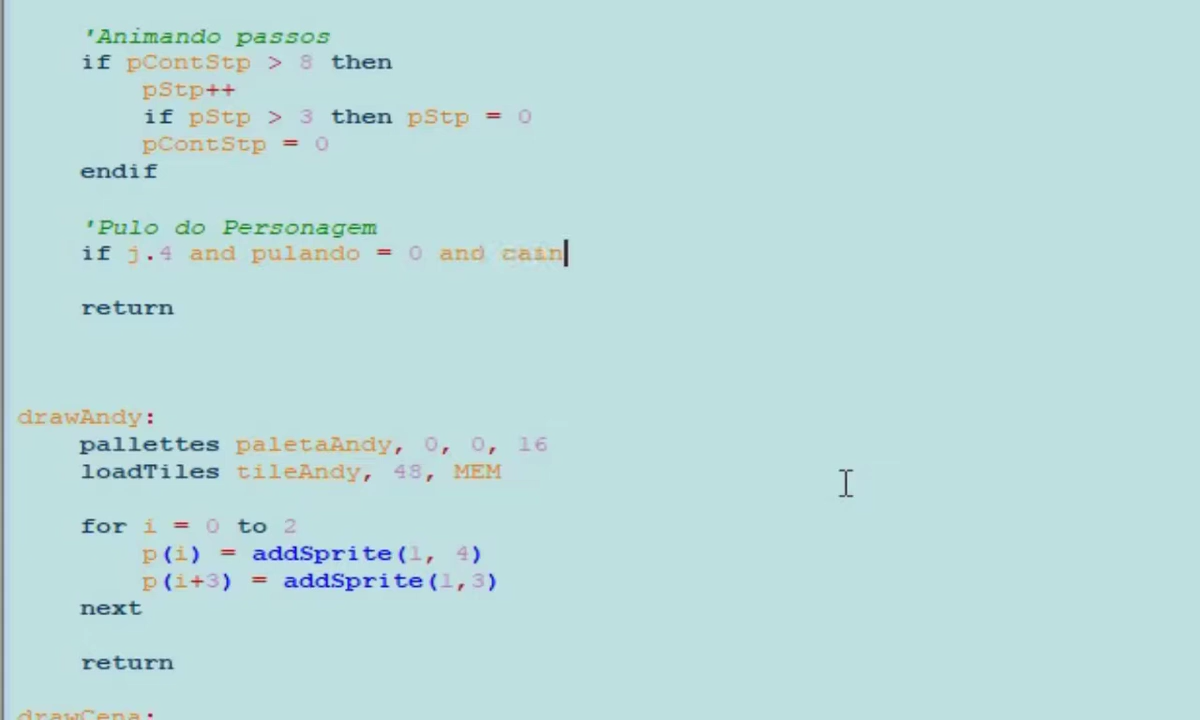 'Animando passos
if pContStp > 8 then
pStp++
if pStp > 3 then pStp = 0
pContStp = 0
endif
'Pulo do Personagem
if j.4 and pulando = 0 and cain
return
drawAndy:
pallettes paletaAndy, 0, 0, 16
loadTiles tileAndy, 48, MEM
for i = 0 to 2
p(i) = addSprite(1, 4)
p(i+3) = addSprite(1,3)
next
return
drawCena: